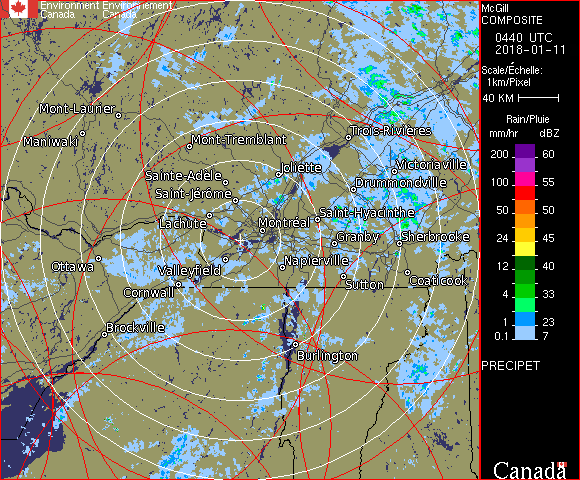 Environment Environnement
Canada Canada
McGill
COMPOSITE
0440 UTC
2018-01-11
Scale/Échelle:
1km/Pixel
40 KM
Rain/Pluie
mm/hr dBZ
200 60
100 55
50 50
24 45
12 40
4 33
1 23
0.1 7
PRECIPET
Canada
Mont-Laurier
Maniwaki
Mont-Tremblant
Trois-Rivières
Joliette
Victoriaville
Sainte-Adèle
Drummondville
Saint-Jérôme
Saint-Hyacinthe
Lachute
Montréal
Granby
Sherbrooke
Ottawa
Valleyfield
Napierville
Cornwall
Sutton
Coaticook
Brockville
Burlington